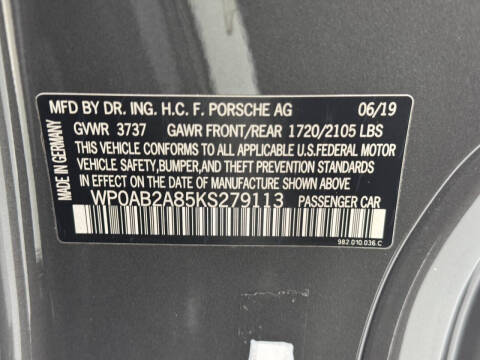 MFD BY DR. ING. H.C. F. PORSCHE AG 06/19
GVWR 3737 GAWR FRONT/REAR 1720/2105 LBS
THIS VEHICLE CONFORMS TO ALL APPLICABLE U.S.FEDERAL MOTOR
VEHICLE SAFETY,BUMPER,AND THEFT PREVENTION STANDARDS
IN EFFECT ON THE DATE OF MANUFACTURE SHOWN ABOVE.
WP0AB2A85KS279113 PASSENGER CAR
982.010.036.C
MADE IN GERMANY